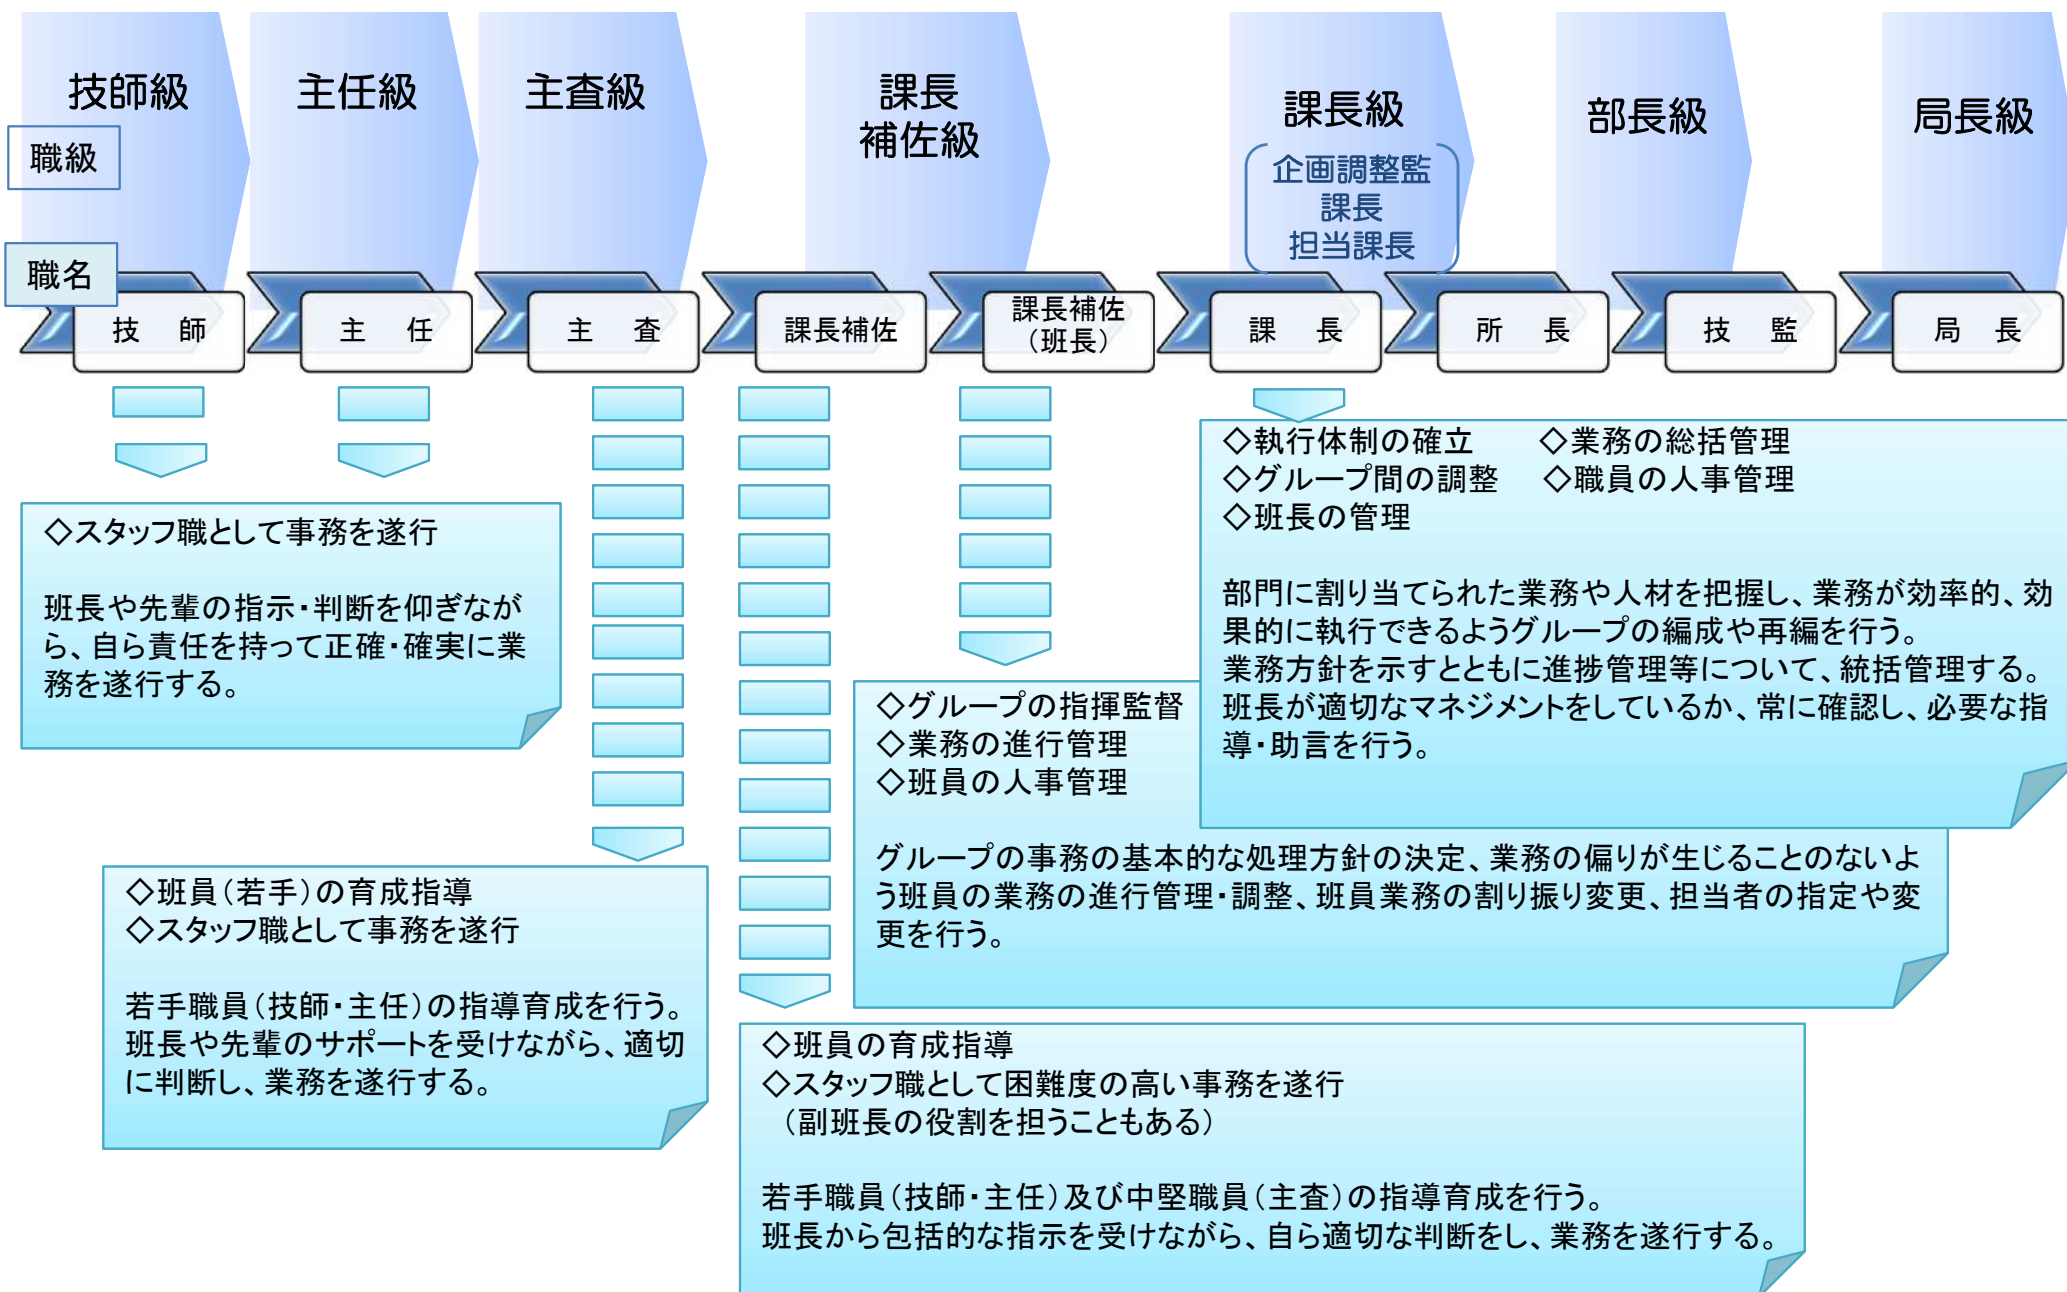 技師級
主任級
主査級
課長
補佐級
課長級
企画調整監
課長
担当課長
部長級
局長級
職級
職名
技　師
主　任
主　査
課長補佐
課長補佐
（班長）
課　長
所　長
技　監
局　長
◇スタッフ職として事務を遂行
班長や先輩の指示・判断を仰ぎなが
ら、自ら責任を持って正確・確実に業
務を遂行する。
◇班員（若手）の育成指導
◇スタッフ職として事務を遂行
若手職員（技師・主任）の指導育成を行う。
班長や先輩のサポートを受けながら、適切
に判断し、業務を遂行する。
◇班員の育成指導
◇スタッフ職として困難度の高い事務を遂行
（副班長の役割を担うこともある）
若手職員（技師・主任）及び中堅職員（主査）の指導育成を行う。
班長から包括的な指示を受けながら、自ら適切な判断をし、業務を遂行する。
◇グループの指揮監督
◇業務の進行管理
◇班員の人事管理
グループの事務の基本的な処理方針の決定、業務の偏りが生じることのないよ
う班員の業務の進行管理・調整、班員業務の割り振り変更、担当者の指定や変
更を行う。
◇執行体制の確立　　◇業務の総括管理
◇グループ間の調整　◇職員の人事管理
◇班長の管理
部門に割り当てられた業務や人材を把握し、業務が効率的、効
果的に執行できるようグループの編成や再編を行う。
業務方針を示すとともに進捗管理等について、統括管理する。
班長が適切なマネジメントをしているか、常に確認し、必要な指
導・助言を行う。